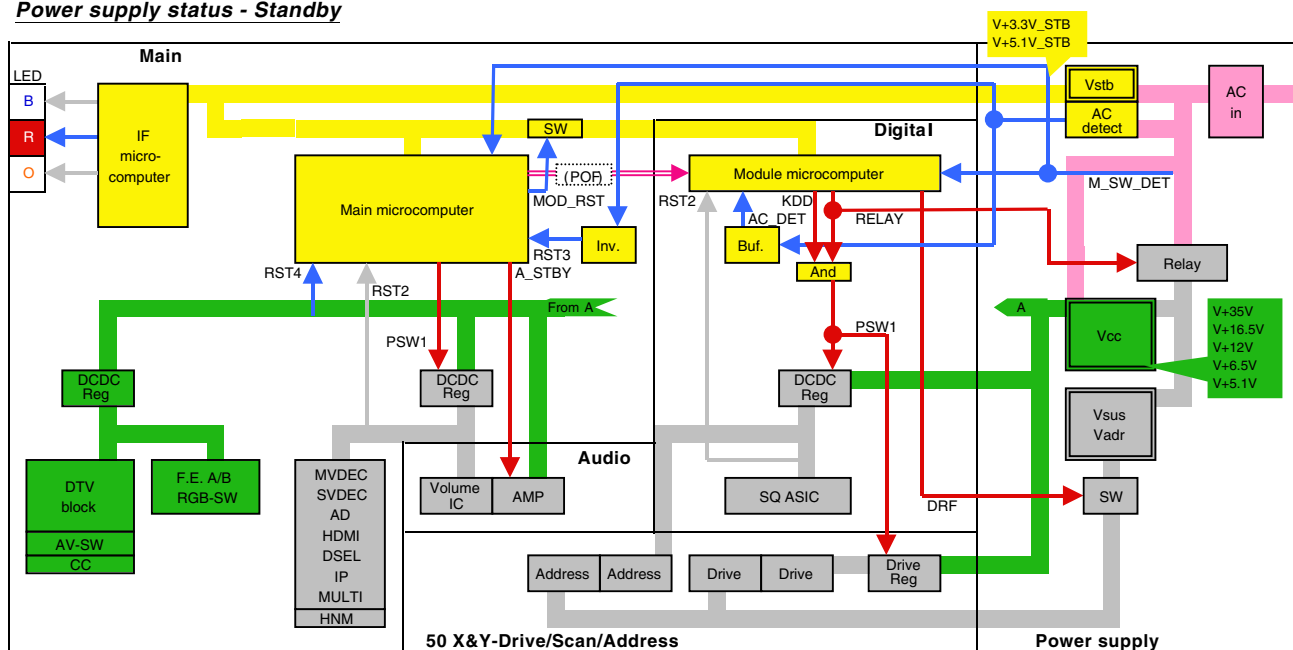 Power supply status - Standby
V+3.3V_STB
V+5.1V_STB
Main
LED
B
R
O
IF
micro-
computer
SW
Digital
Vstb
AC
detect
AC
in
Main microcomputer
(POF)
MOD_RST
Module microcomputer
M_SW_DET
RST2
KDD
AC_DET
RELAY
RST3
Inv.
Buf.
And
A_STBY
Relay
RST4
RST2
From A
A
PSW1
PSW1
Vcc
V+35V
V+16.5V
V+12V
V+6.5V
V+5.1V
DCDC
Reg
DCDC
Reg
DCDC
Reg
Vsus
Vadr
Audio
DTV
block
AV-SW
CC
F.E. A/B
RGB-SW
MVDEC
SVDEC
AD
HDMI
DSEL
IP
MULTI
HNM
Volume
IC
AMP
SQ ASIC
DRF
SW
Address
Address
Drive
Drive
Drive
Reg
50 X&Y-Drive/Scan/Address
Power supply